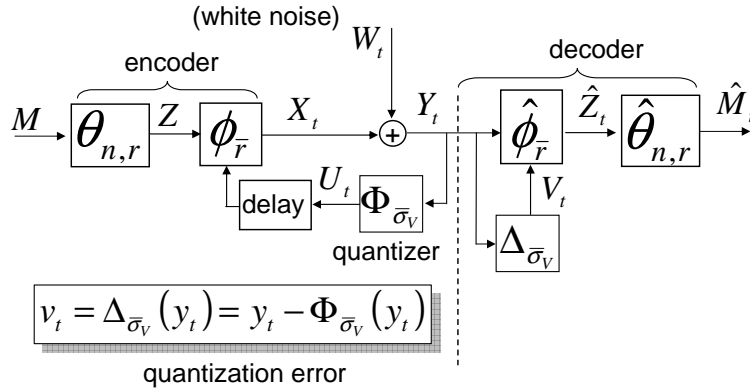 (white noise)
W_t
encoder
decoder
M
θ_{n,r}
Z
ϕ_{r̄}
X_t
+
Y_t
ϕ̂_{r̄}
Ẑ_t
θ̂_{n,r}
M̂_t
delay
U_t
Φ_{σ̄_V}
V_t
quantizer
Δ_{σ̄_V}
v_t = Δ_{σ̄_V}(y_t) = y_t − Φ_{σ̄_V}(y_t)
quantization error